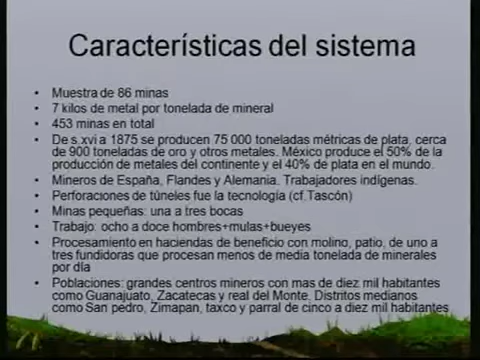 Características del sistema
• Muestra de 86 minas
• 7 kilos de metal por tonelada de mineral
• 453 minas en total
• De s.xvi a 1875 se producen 75 000 toneladas métricas de plata, cerca
de 900 toneladas de oro y otros metales. México produce el 50% de la
producción de metales del continente y el 40% de plata en el mundo.
• Mineros de España, Flandes y Alemania. Trabajadores indígenas.
• Perforaciones de túneles fue la tecnología (cf.Tascón)
• Minas pequeñas: una a tres bocas
• Trabajo: ocho a doce hombres+mulas+bueyes
• Procesamiento en haciendas de beneficio con molino, patio, de uno a
tres fundidoras que procesan menos de media tonelada de minerales
por día
• Poblaciones: grandes centros mineros con mas de diez mil habitantes
como Guanajuato, Zacatecas y real del Monte. Distritos medianos
como San pedro, Zimapan, taxco y parral de cinco a diez mil habitantes